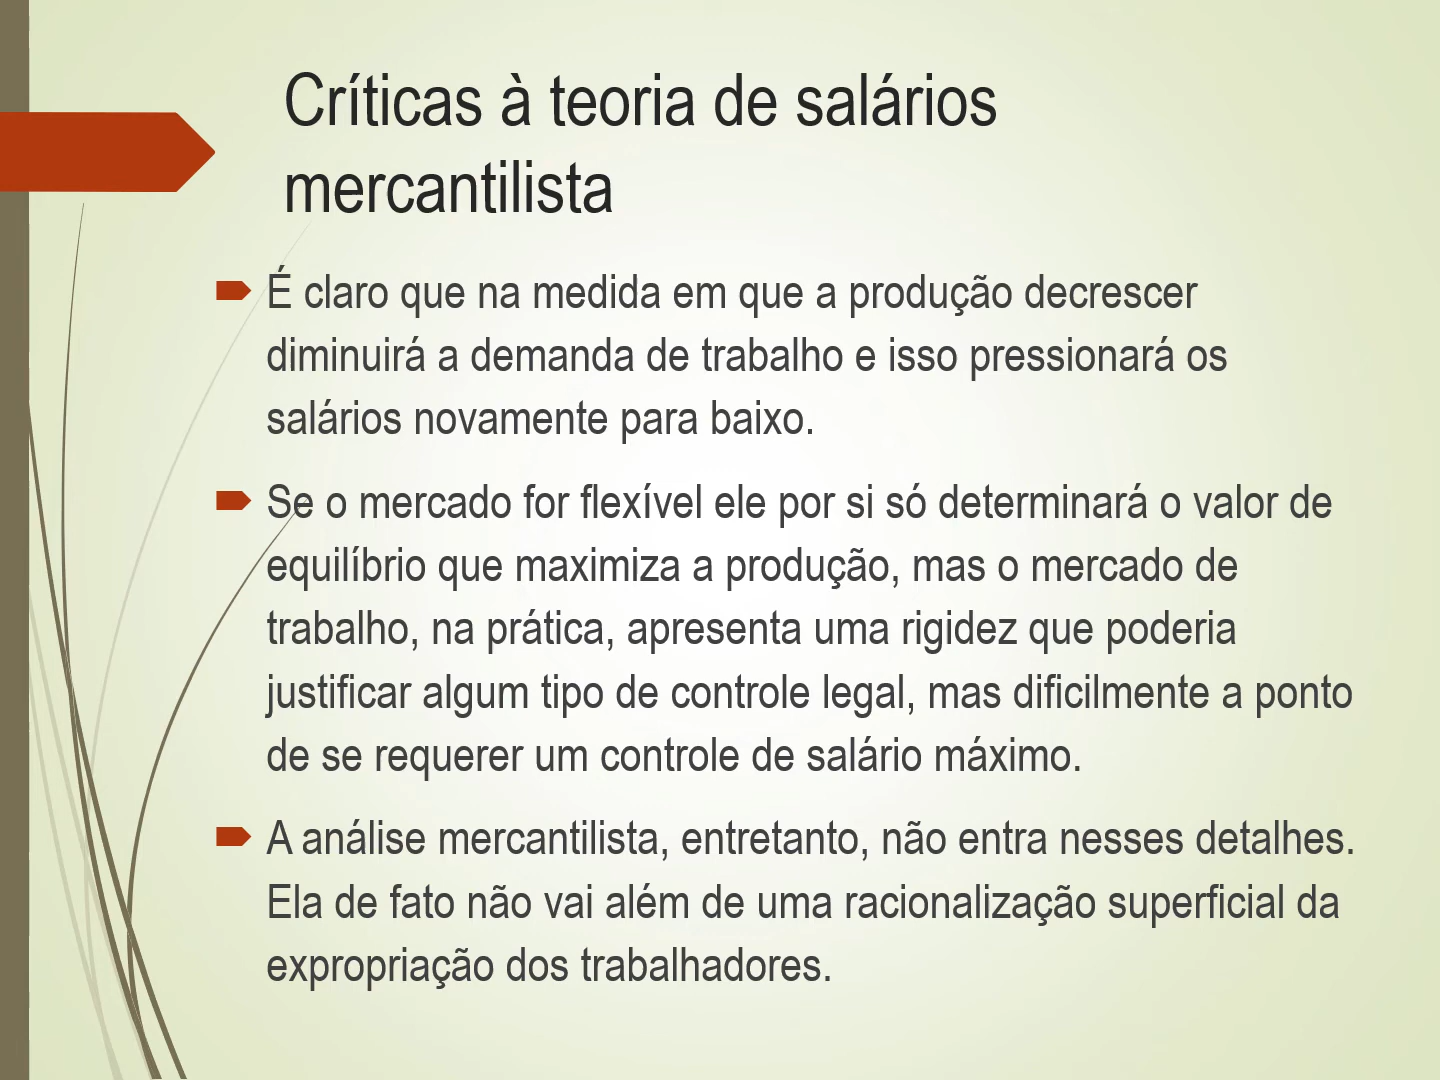 Críticas à teoria de salários
mercantilista
É claro que na medida em que a produção decrescer
diminuirá a demanda de trabalho e isso pressionará os
salários novamente para baixo.
Se o mercado for flexível ele por si só determinará o valor de
equilíbrio que maximiza a produção, mas o mercado de
trabalho, na prática, apresenta uma rigidez que poderia
justificar algum tipo de controle legal, mas dificilmente a ponto
de se requerer um controle de salário máximo.
A análise mercantilista, entretanto, não entra nesses detalhes.
Ela de fato não vai além de uma racionalização superficial da
expropriação dos trabalhadores.